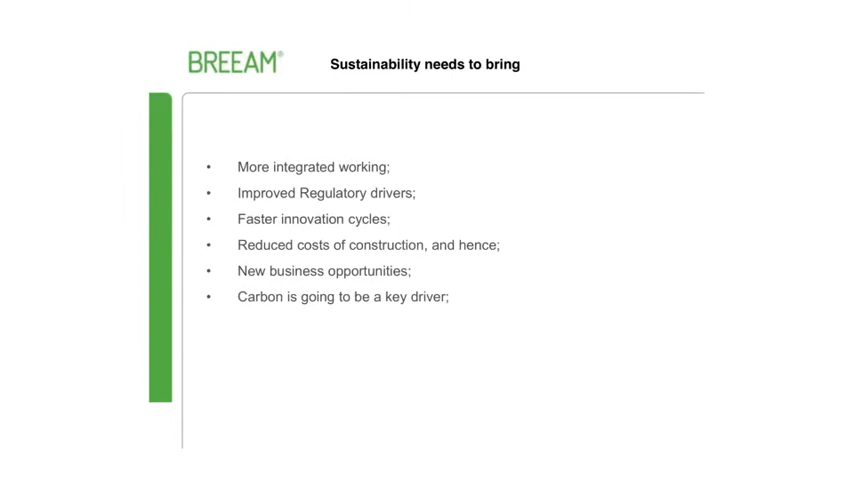 BREEAM®
Sustainability needs to bring
• More integrated working;
• Improved Regulatory drivers;
• Faster innovation cycles;
• Reduced costs of construction, and hence;
• New business opportunities;
• Carbon is going to be a key driver;